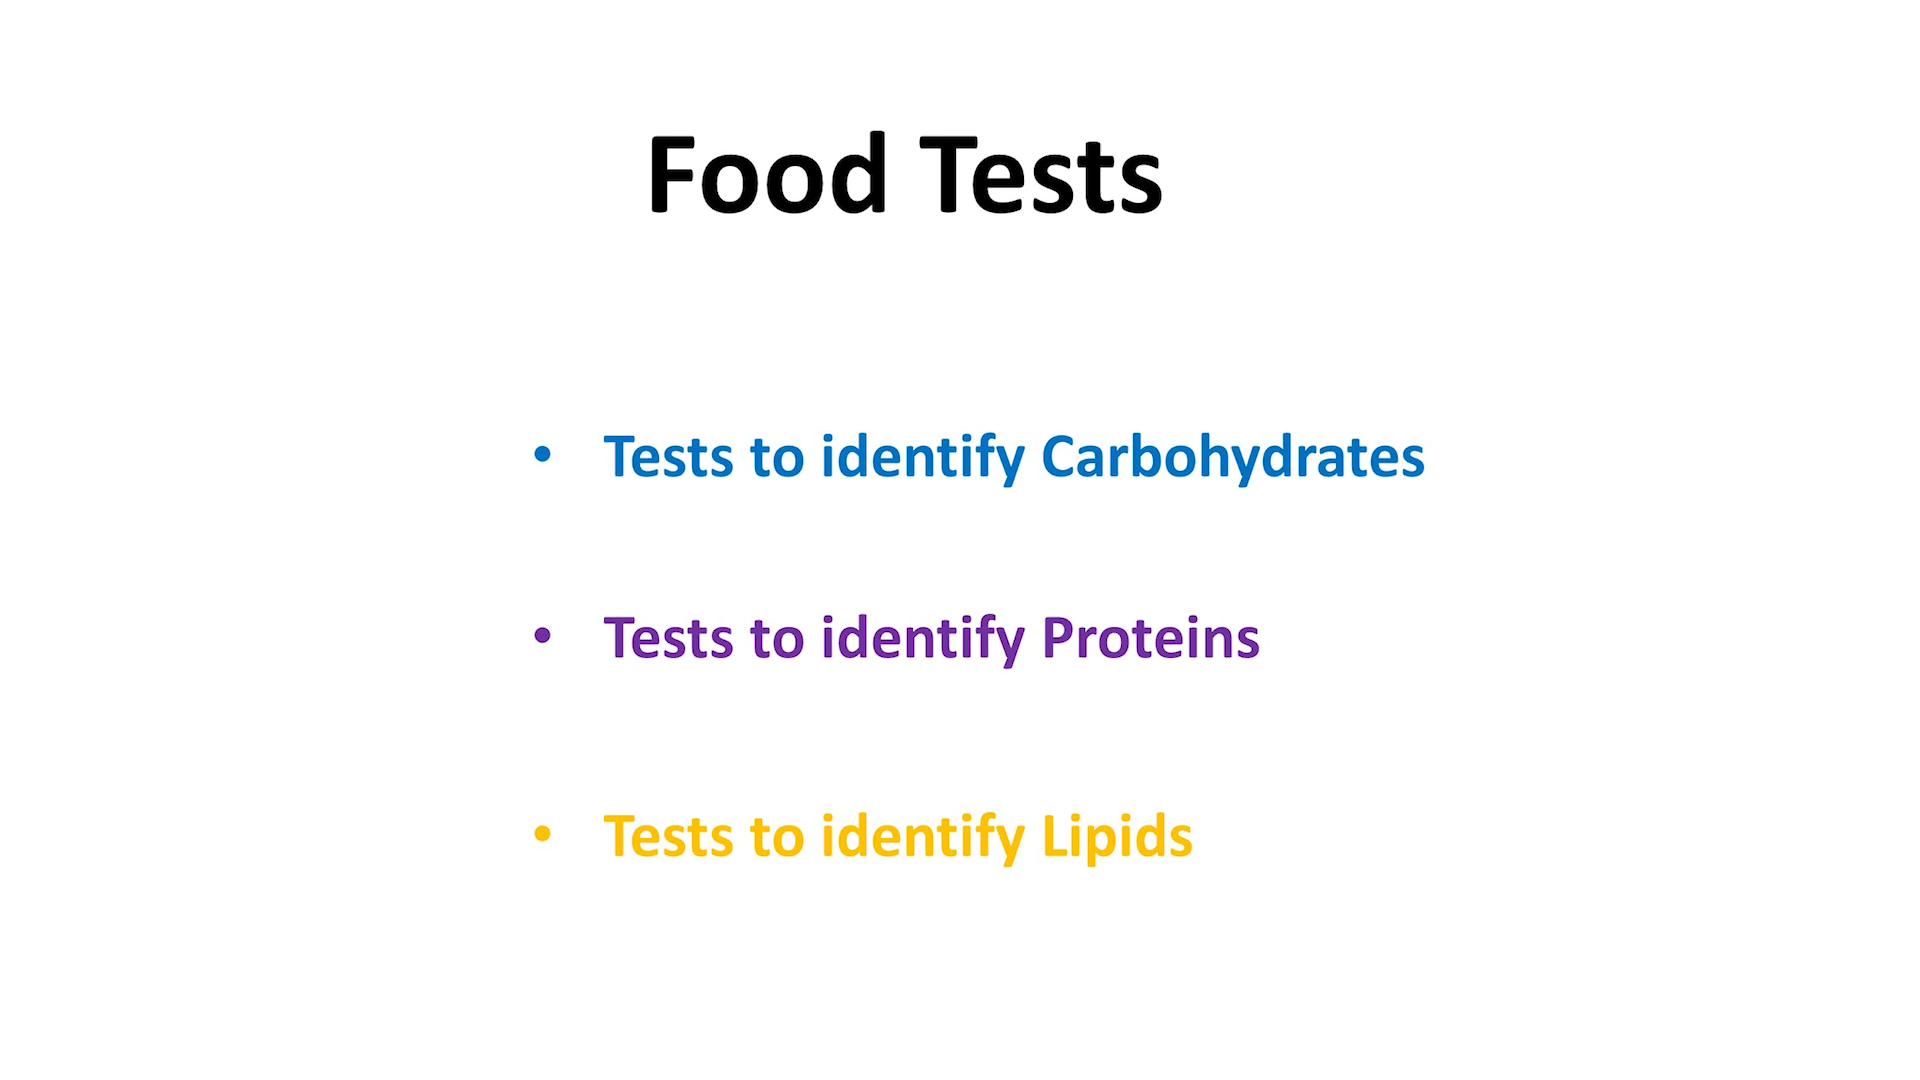 Food Tests
• Tests to identify Carbohydrates
• Tests to identify Proteins
• Tests to identify Lipids